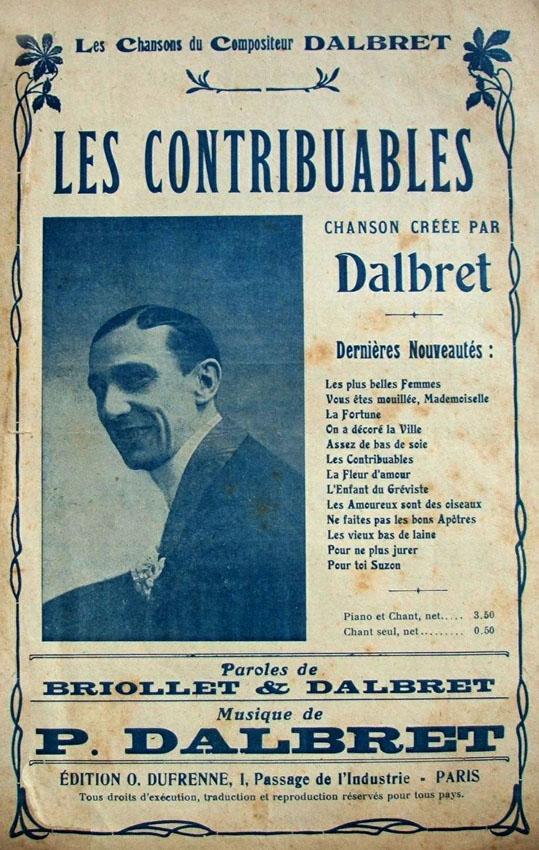 Les Chansons du Compositeur DALBRET
LES CONTRIBUABLES
CHANSON CRÉÉE PAR
Dalbret
Dernières Nouveautés :
Les plus belles Femmes
Vous êtes mouillée, Mademoiselle
La Fortune
On a décoré la Ville
Assez de bas de soie
Les Contribuables
La Fleur d'amour
L'Enfant du Gréviste
Les Amoureux sont des oiseaux
Ne faites pas les bons Apôtres
Les vieux bas de laine
Pour ne plus jurer
Pour toi Suzon
Piano et Chant, net..... 3.50
Chant seul, net......... 0.50
Paroles de
BRIOLLET & DALBRET
Musique de
P. DALBRET
ÉDITION O. DUFRENNE, 1, Passage de l'Industrie - PARIS
Tous droits d'exécution, traduction et reproduction réservés pour tous pays.